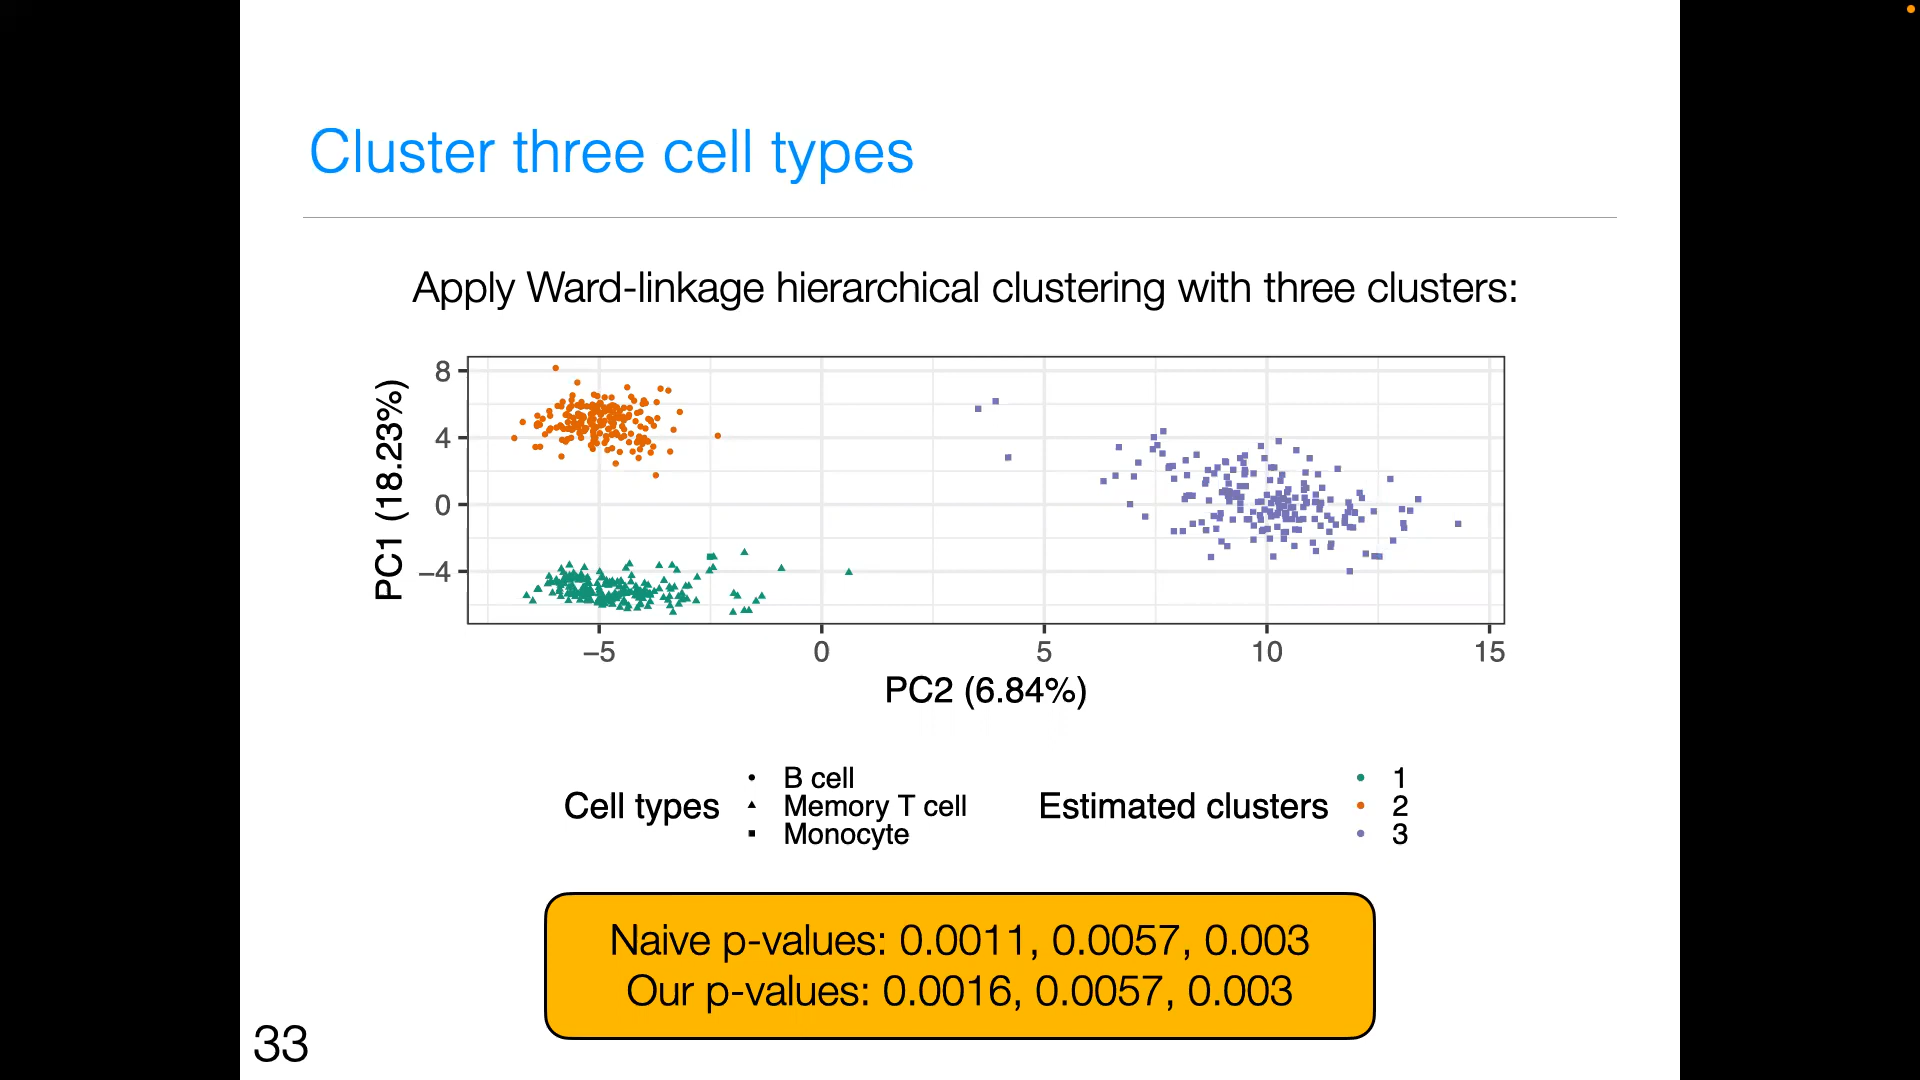 Cluster three cell types
Apply Ward-linkage hierarchical clustering with three clusters:
8
4
0
−4
PC1 (18.23%)
−5
0
5
10
15
PC2 (6.84%)
Cell types
B cell
Memory T cell
Monocyte
Estimated clusters
1
2
3
Naive p-values: 0.0011, 0.0057, 0.003
Our p-values: 0.0016, 0.0057, 0.003
33